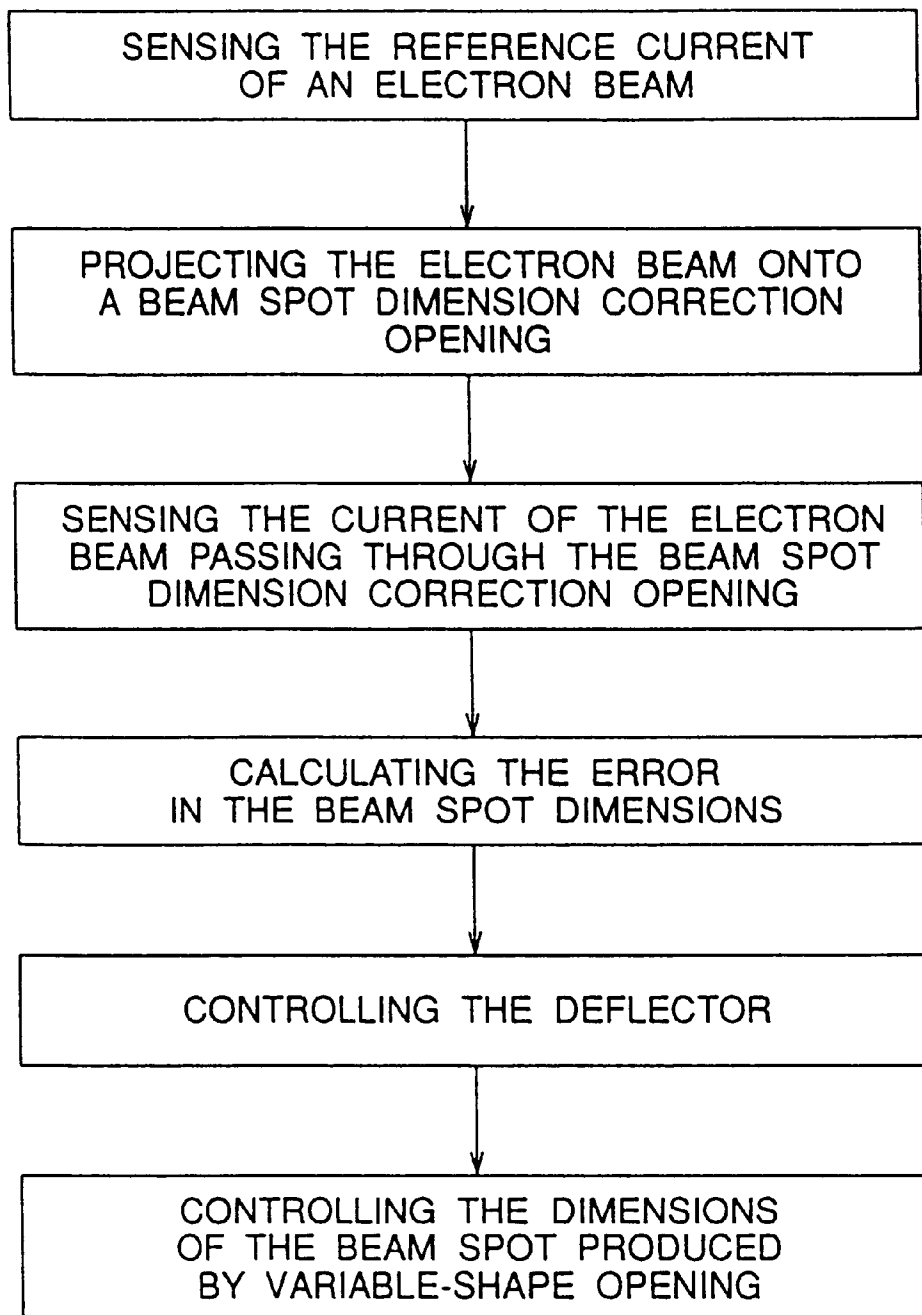 SENSING THE REFERENCE CURRENT
OF AN ELECTRON BEAM
PROJECTING THE ELECTRON BEAM ONTO
A BEAM SPOT DIMENSION CORRECTION
OPENING
SENSING THE CURRENT OF THE ELECTRON
BEAM PASSING THROUGH THE BEAM SPOT
DIMENSION CORRECTION OPENING
CALCULATING THE ERROR
IN THE BEAM SPOT DIMENSIONS
CONTROLLING THE DEFLECTOR
CONTROLLING THE DIMENSIONS
OF THE BEAM SPOT PRODUCED
BY VARIABLE-SHAPE OPENING